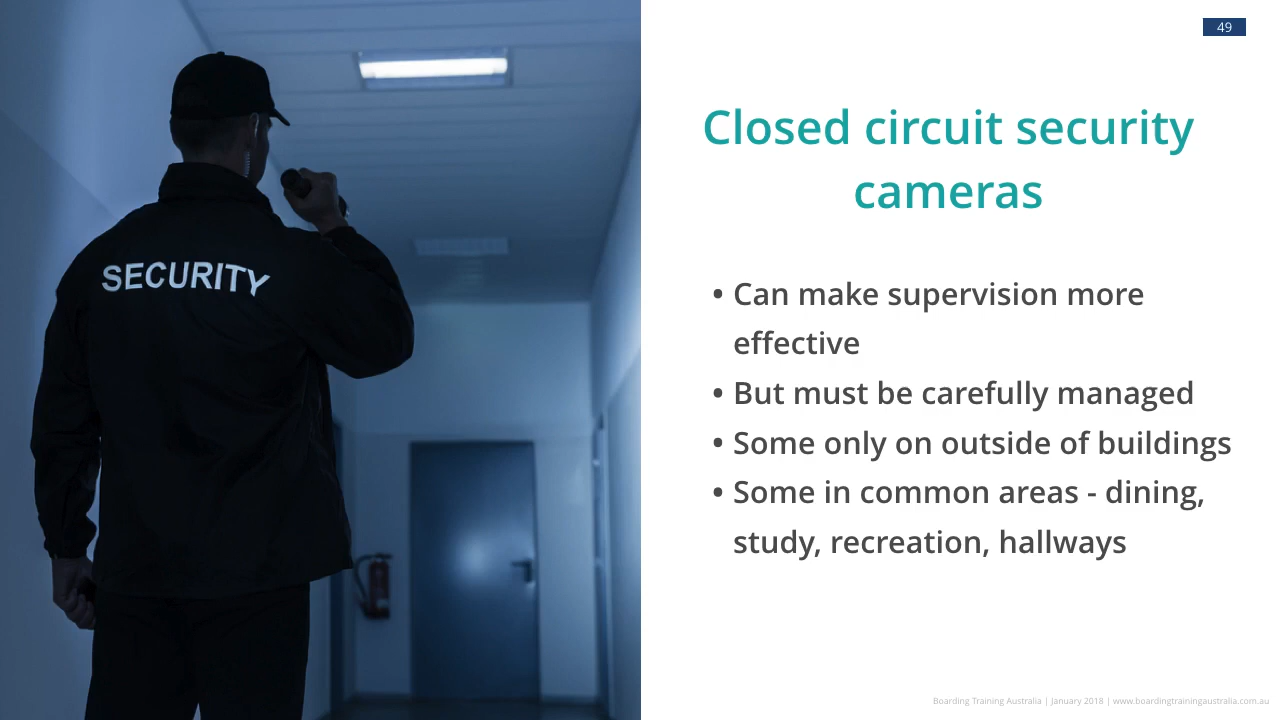 49
SECURITY
Closed circuit security
cameras
• Can make supervision more
effective
• But must be carefully managed
• Some only on outside of buildings
• Some in common areas - dining,
study, recreation, hallways
Boarding Training Australia | January 2018 | www.boardingtrainingaustralia.com.au